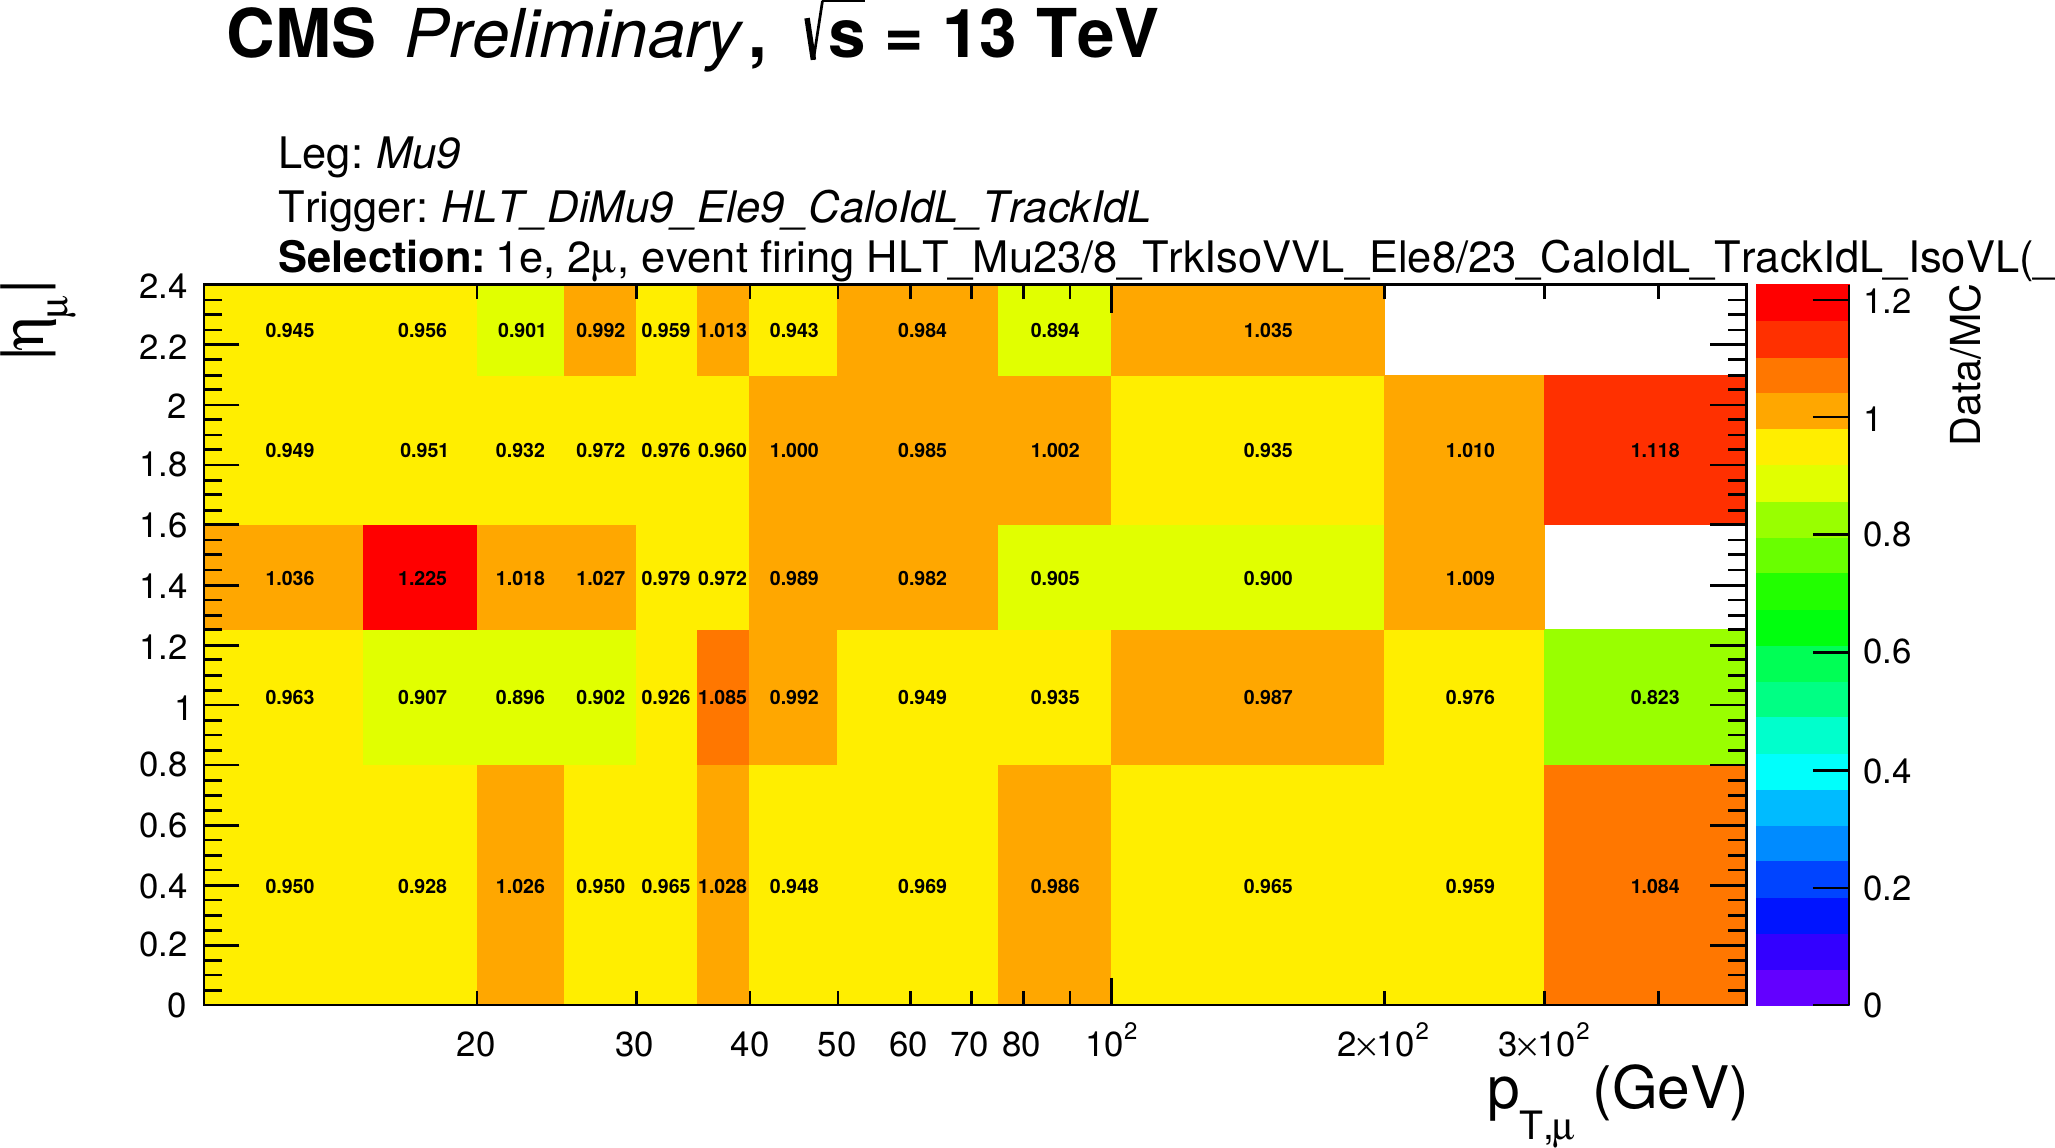 CMS Preliminary, √s = 13 TeV
Leg: Mu9
Trigger: HLT_DiMu9_Ele9_CaloIdL_TrackIdL
Selection: 1e, 2μ, event firing HLT_Mu23/8_TrkIsoVVL_Ele8/23_CaloIdL_TrackIdL_IsoVL(_
|ημ|
2.4
2.2
2
1.8
1.6
1.4
1.2
1
0.8
0.6
0.4
0.2
0
0.945 0.956 0.901 0.992 0.959 1.013 0.943 0.984 0.894 1.035
0.949 0.951 0.932 0.972 0.976 0.960 1.000 0.985 1.002 0.935 1.010 1.118
1.036 1.225 1.018 1.027 0.979 0.972 0.989 0.982 0.905 0.900 1.009
0.963 0.907 0.896 0.902 0.926 1.085 0.992 0.949 0.935 0.987 0.976 0.823
0.950 0.928 1.026 0.950 0.965 1.028 0.948 0.969 0.986 0.965 0.959 1.084
20 30 40 50 60 70 80 10² 2×10² 3×10²
p_T,μ (GeV)
1.2
1
0.8
0.6
0.4
0.2
0
Data/MC